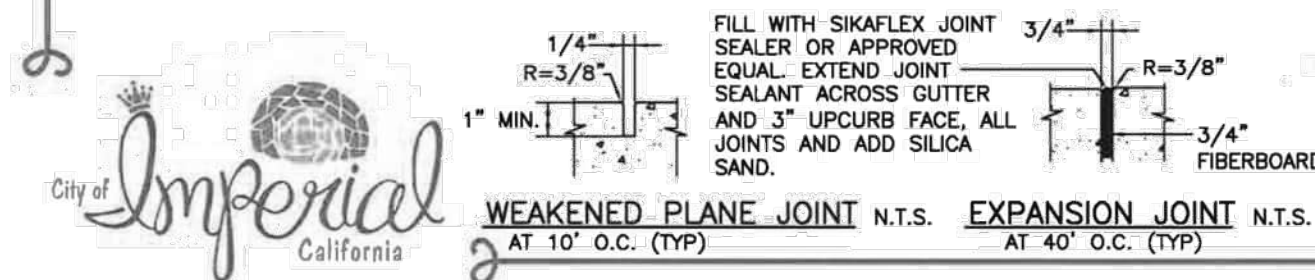 City of
Imperial
California
1/4"
R=3/8"
1" MIN.
FILL WITH SIKAFLEX JOINT
SEALER OR APPROVED
EQUAL. EXTEND JOINT
SEALANT ACROSS GUTTER
AND 3" UPCURB FACE, ALL
JOINTS AND ADD SILICA
SAND.
3/4"
R=3/8"
3/4"
FIBERBOARD
WEAKENED PLANE JOINT N.T.S.
AT 10' O.C. (TYP)
EXPANSION JOINT N.T.S.
AT 40' O.C. (TYP)